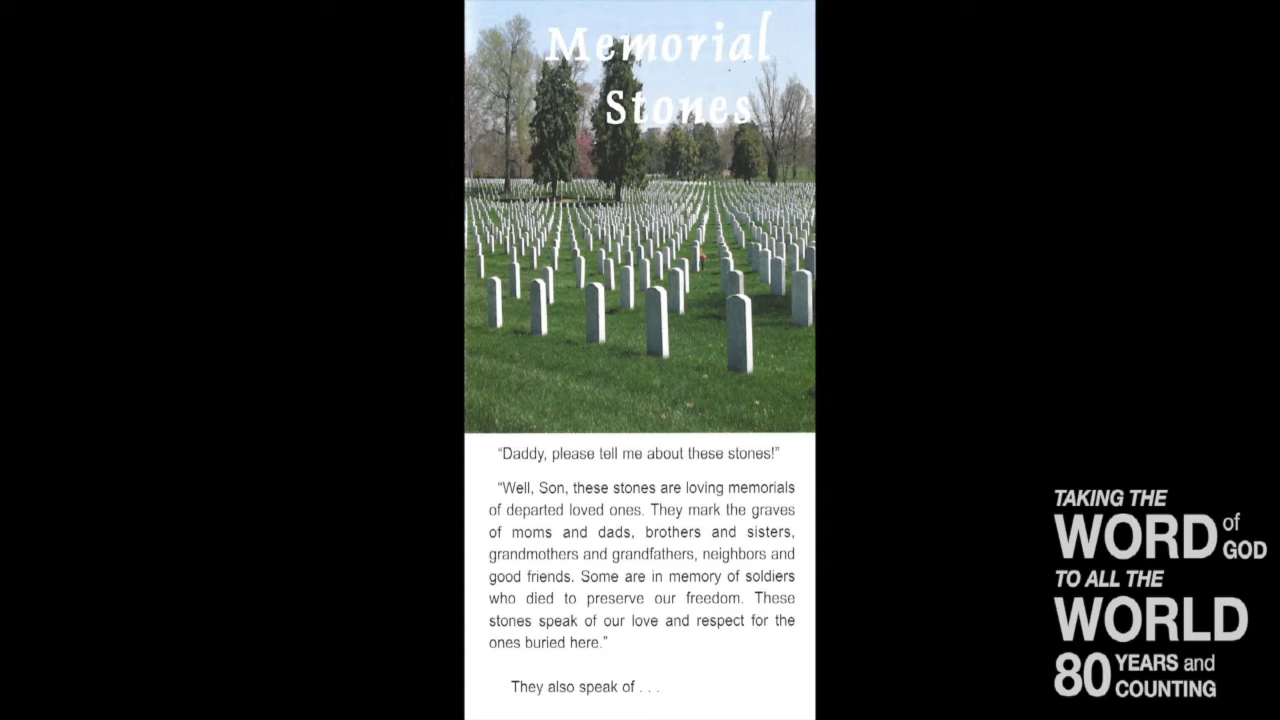 Memorial
Stones
“Daddy, please tell me about these stones!”
“Well, Son, these stones are loving memorials
of departed loved ones. They mark the graves
of moms and dads, brothers and sisters,
grandmothers and grandfathers, neighbors and
good friends. Some are in memory of soldiers
who died to preserve our freedom. These
stones speak of our love and respect for the
ones buried here.”
They also speak of . . .
TAKING THE
WORD of GOD
TO ALL THE
WORLD
80 YEARS and
COUNTING